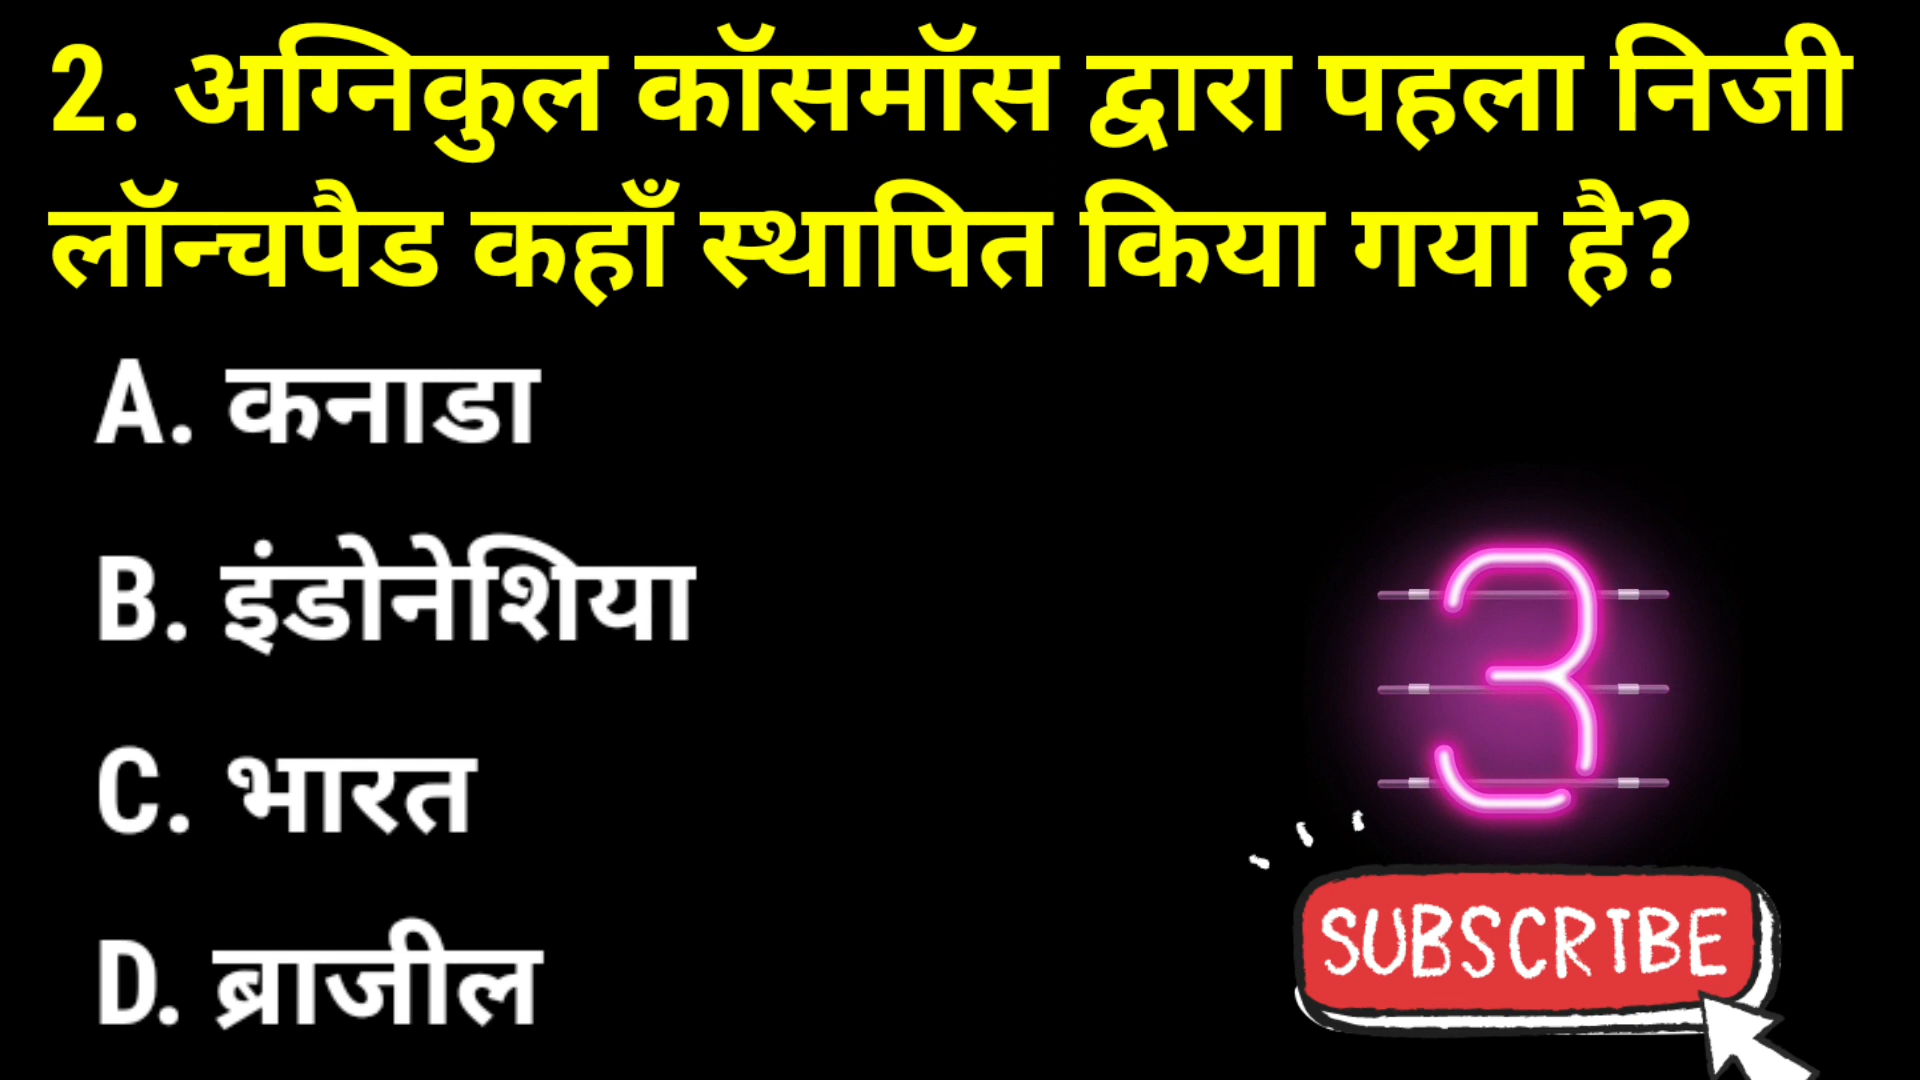 2. अग्निकुल कॉसमॉस द्वारा पहला निजी
लॉन्चपैड कहाँ स्थापित किया गया है?
A. कनाडा
B. इंडोनेशिया
C. भारत
D. ब्राजील
3
SUBSCRIBE